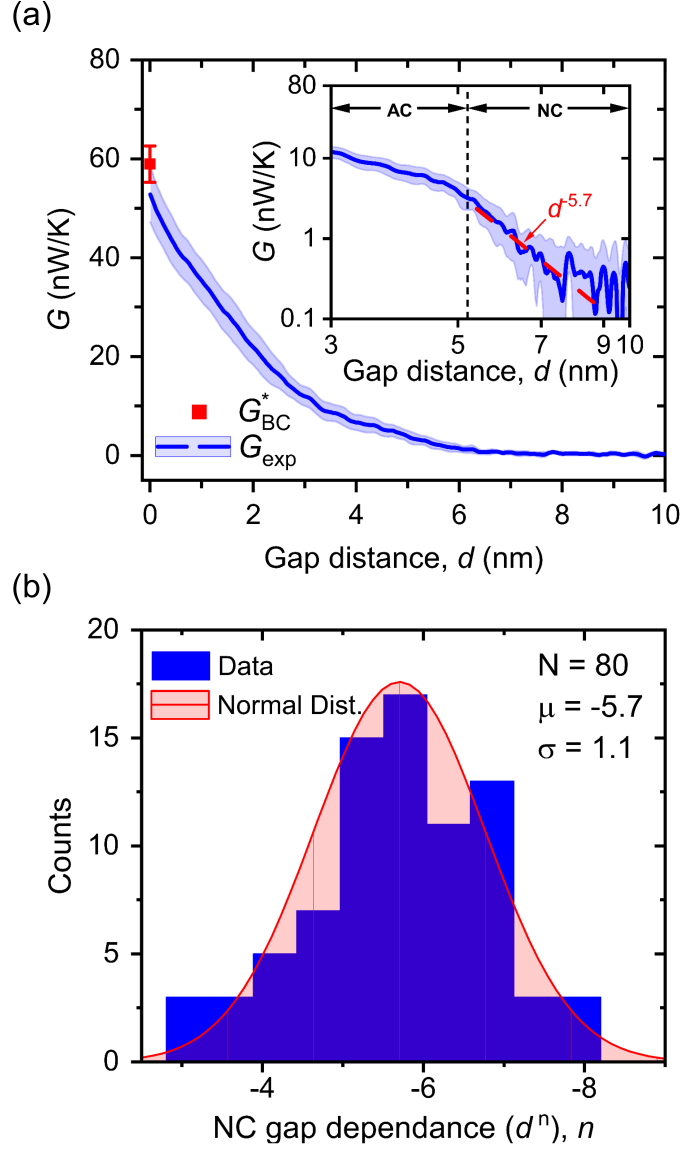 (a)
80
60
40
20
0
G (nW/K)
0 2 4 6 8 10
Gap distance, d (nm)
G*BC
Gexp
80
10
1
0.1
G (nW/K)
AC NC
d-5.7
3 5 7 9 10
Gap distance, d (nm)
(b)
20
15
10
5
0
Counts
Data
Normal Dist.
N = 80
μ = -5.7
σ = 1.1
-4 -6 -8
NC gap dependance (dn), n